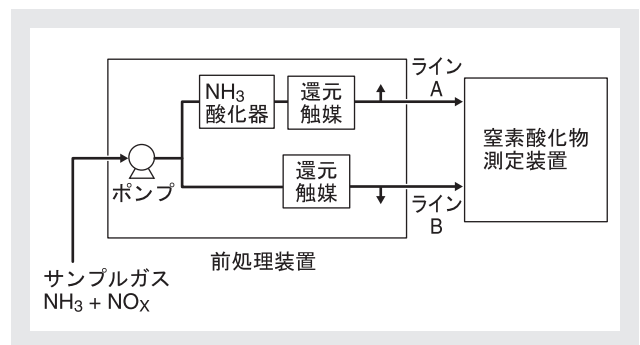 NH₃
酸化器
還元
触媒
ライン
A
窒素酸化物
測定装置
ポンプ
還元
触媒
ライン
B
前処理装置
サンプルガス
NH₃ + NOX